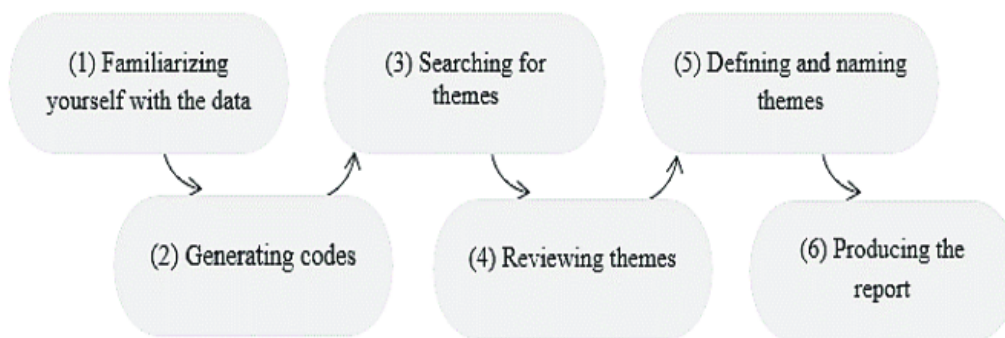 (1) Familiarizing
yourself with the data
(2) Generating codes
(3) Searching for
themes
(4) Reviewing themes
(5) Defining and naming
themes
(6) Producing the
report